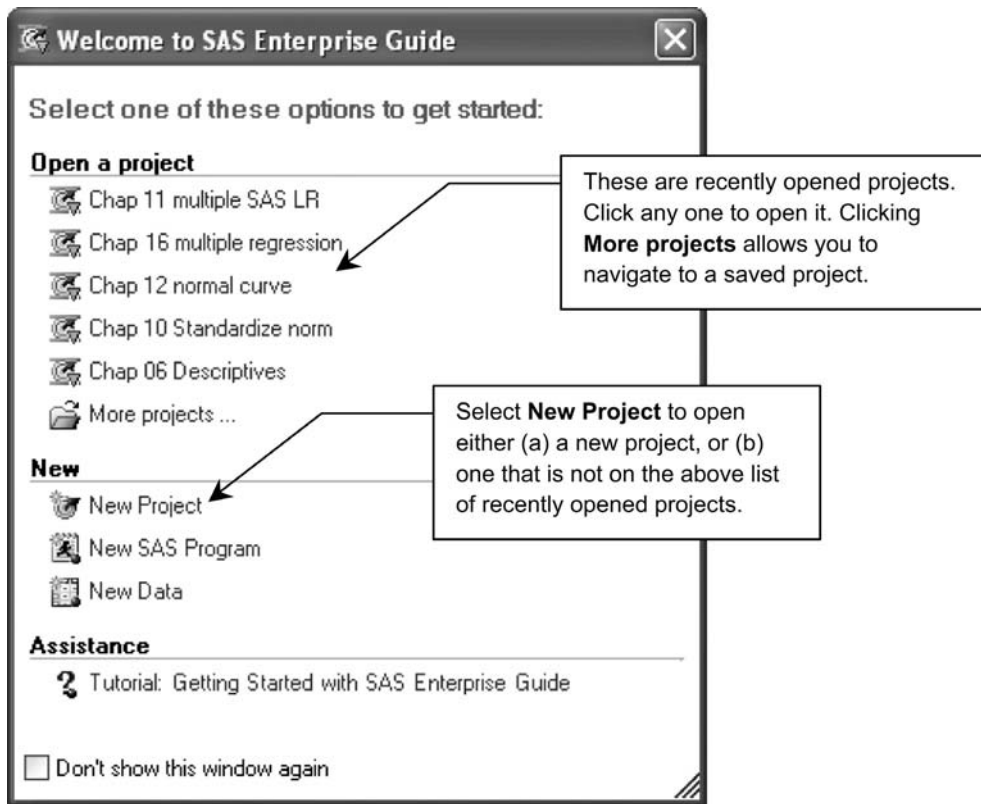 Welcome to SAS Enterprise Guide
Select one of these options to get started:
Open a project
Chap 11 multiple SAS LR
Chap 16 multiple regression
Chap 12 normal curve
Chap 10 Standardize norm
Chap 06 Descriptives
More projects ...
These are recently opened projects.
Click any one to open it. Clicking
More projects allows you to
navigate to a saved project.
New
New Project
New SAS Program
New Data
Select New Project to open
either (a) a new project, or (b)
one that is not on the above list
of recently opened projects.
Assistance
Tutorial: Getting Started with SAS Enterprise Guide
Don't show this window again